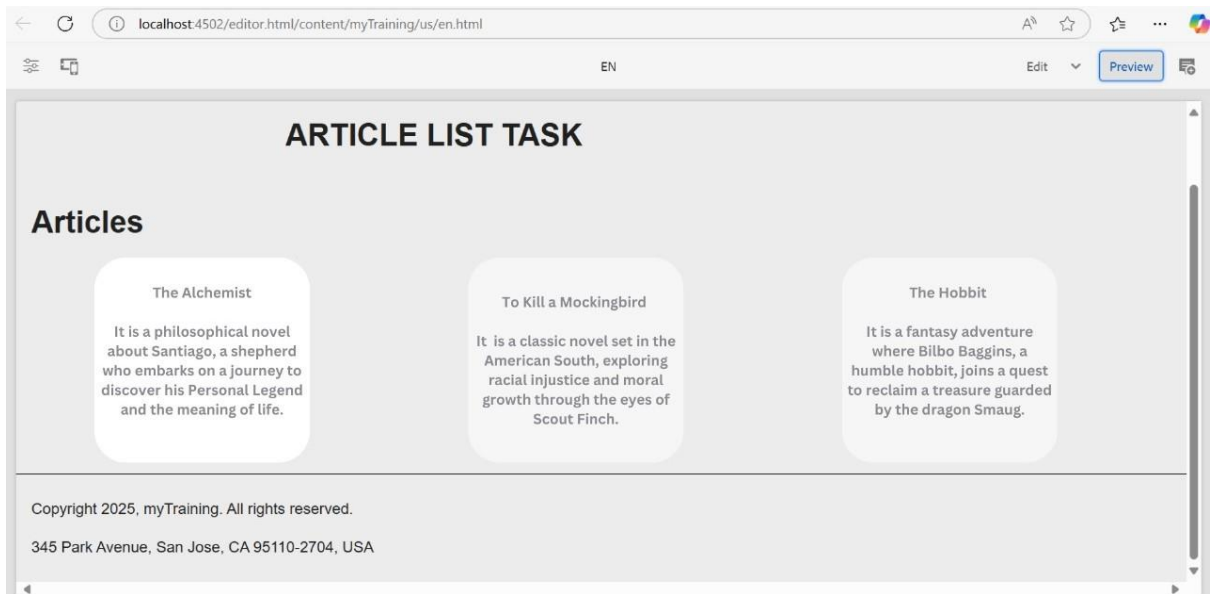 localhost:4502/editor.html/content/myTraining/us/en.html
EN
Edit
Preview
ARTICLE LIST TASK
Articles
The Alchemist
It is a philosophical novel
about Santiago, a shepherd
who embarks on a journey to
discover his Personal Legend
and the meaning of life.
To Kill a Mockingbird
It is a classic novel set in the
American South, exploring
racial injustice and moral
growth through the eyes of
Scout Finch.
The Hobbit
It is a fantasy adventure
where Bilbo Baggins, a
humble hobbit, joins a quest
to reclaim a treasure guarded
by the dragon Smaug.
Copyright 2025, myTraining. All rights reserved.
345 Park Avenue, San Jose, CA 95110-2704, USA